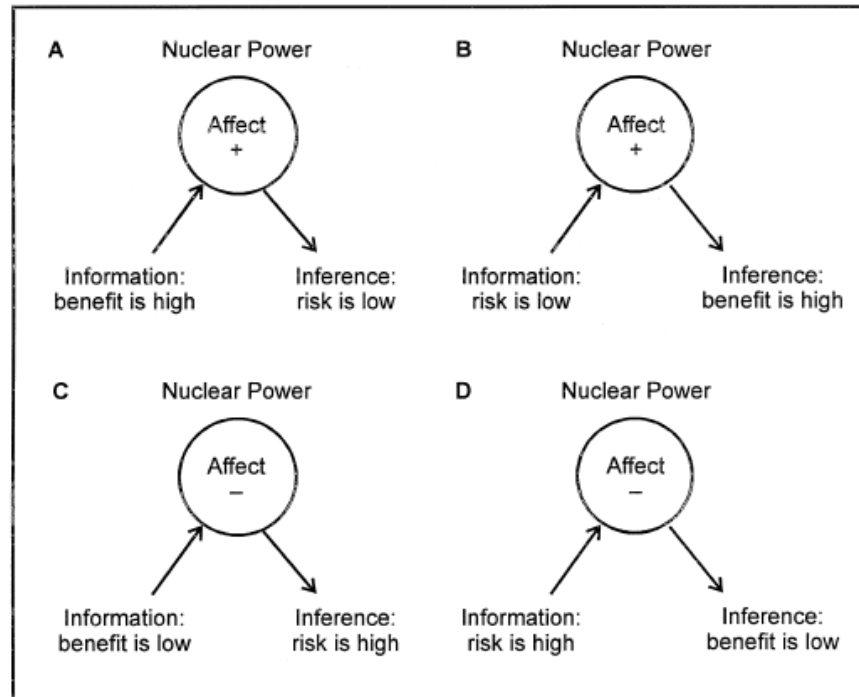 A
Nuclear Power
Affect
+
Information:
benefit is high
Inference:
risk is low
B
Nuclear Power
Affect
+
Information:
risk is low
Inference:
benefit is high
C
Nuclear Power
Affect
–
Information:
benefit is low
Inference:
risk is high
D
Nuclear Power
Affect
–
Information:
risk is high
Inference:
benefit is low